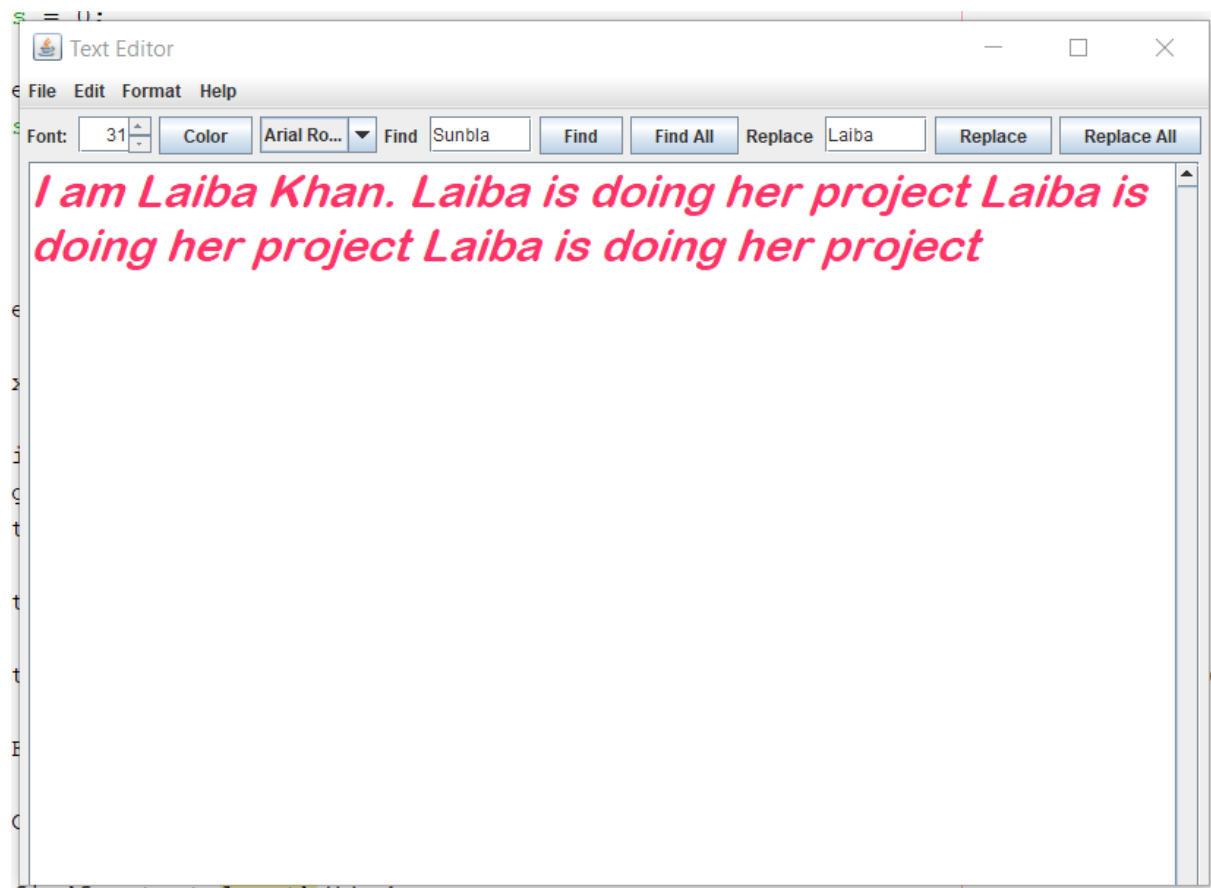 s = 0;
Text Editor
File Edit Format Help
Font: 31 Color Arial Ro... Find Sunbla Find Find All Replace Laiba Replace Replace All
I am Laiba Khan. Laiba is doing her project Laiba is
doing her project Laiba is doing her project